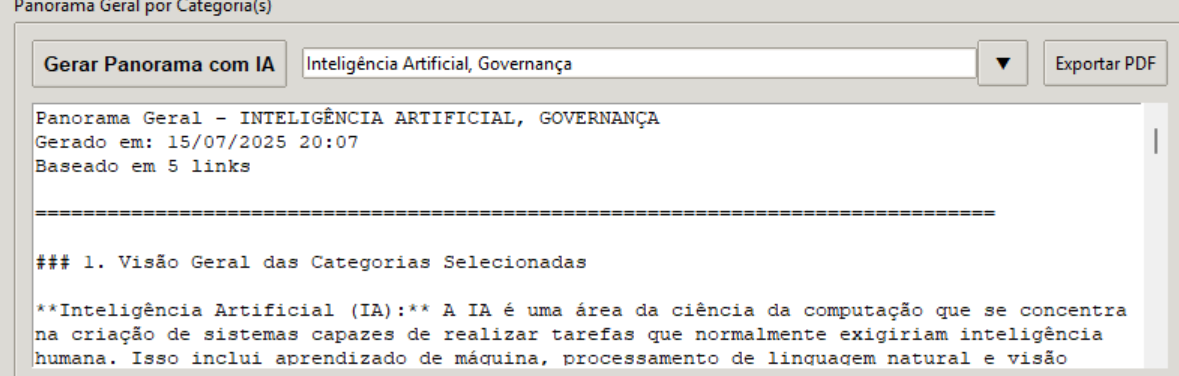 Panorama Geral por Categoria(s)
Gerar Panorama com IA
Inteligência Artificial, Governança
▼
Exportar PDF
Panorama Geral - INTELIGÊNCIA ARTIFICIAL, GOVERNANÇA
Gerado em: 15/07/2025 20:07
Baseado em 5 links
================================================================================
### 1. Visão Geral das Categorias Selecionadas
**Inteligência Artificial (IA):** A IA é uma área da ciência da computação que se concentra
na criação de sistemas capazes de realizar tarefas que normalmente exigiriam inteligência
humana. Isso inclui aprendizado de máquina, processamento de linguagem natural e visão